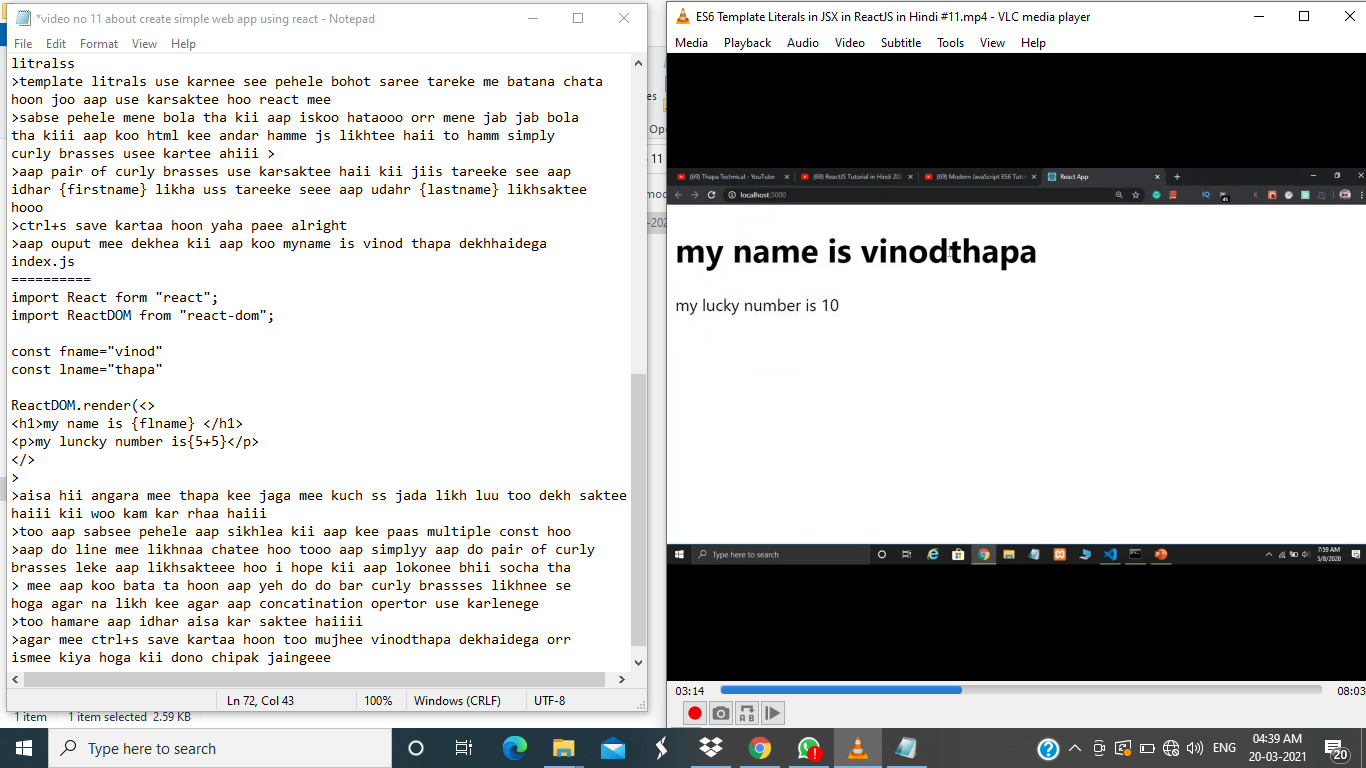 *video no 11 about create simple web app using react - Notepad
File Edit Format View Help
litralss
>template litrals use karnee see pehele bohot saree tareke me batana chata
hoon joo aap use karsaktee hoo react mee
>sabse pehele mene bola tha kii aap iskoo hataooo orr mene jab jab bola
tha kiii aap koo html kee andar hamme js likhtee haii to hamm simply
curly brasses usee kartee ahiii >
>aap pair of curly brasses use karsaktee haii kii jiis tareeke see aap
idhar {firstname} likha uss tareeke seee aap udahr {lastname} likhsaktee
hooo
>ctrl+s save kartaa hoon yaha paee alright
>aap ouput mee dekhea kii aap koo myname is vinod thapa dekhhaidega
index.js
==========
import React form "react";
import ReactDOM from "react-dom";
const fname="vinod"
const lname="thapa"
ReactDOM.render(<>
<h1>my name is {flname} </h1>
<p>my luncky number is{5+5}</p>
</>
>
>aisa hii angara mee thapa kee jaga mee kuch ss jada likh luu too dekh saktee
haiii kii woo kam kar rhaa haiii
>too aap sabsee pehele aap sikhlea kii aap kee paas multiple const hoo
>aap do line mee likhnaa chatee hoo tooo aap simplyy aap do pair of curly
brasses leke aap likhsakteee hoo i hope kii aap lokonee bhii socha tha
> mee aap koo bata ta hoon aap yeh do do bar curly brassses likhnee se
hoga agar na likh kee agar aap concatination opertor use karlenege
>too hamare aap idhar aisa kar saktee haiiii
>agar mee ctrl+s save kartaa hoon too mujhee vinodthapa dekhaidega orr
ismee kiya hoga kii dono chipak jaingeee
Ln 72, Col 43 100% Windows (CRLF) UTF-8
1 item 1 item selected 2.59 KB
es
Ope
11
mod
-202
ES6 Template Literals in JSX in ReactJS in Hindi #11.mp4 - VLC media player
Media Playback Audio Video Subtitle Tools View Help
(69) Thapa Technical - YouTube (69) ReactJS Tutorial in Hindi 20 (69) Modern JavaScript ES6 Tuto React App
localhost:3000
my name is vinodthapa
my lucky number is 10
Type here to search
7:59 AM
5/8/2020
03:14 08:03
A B
Type here to search
ENG
04:39 AM
20-03-2021
20